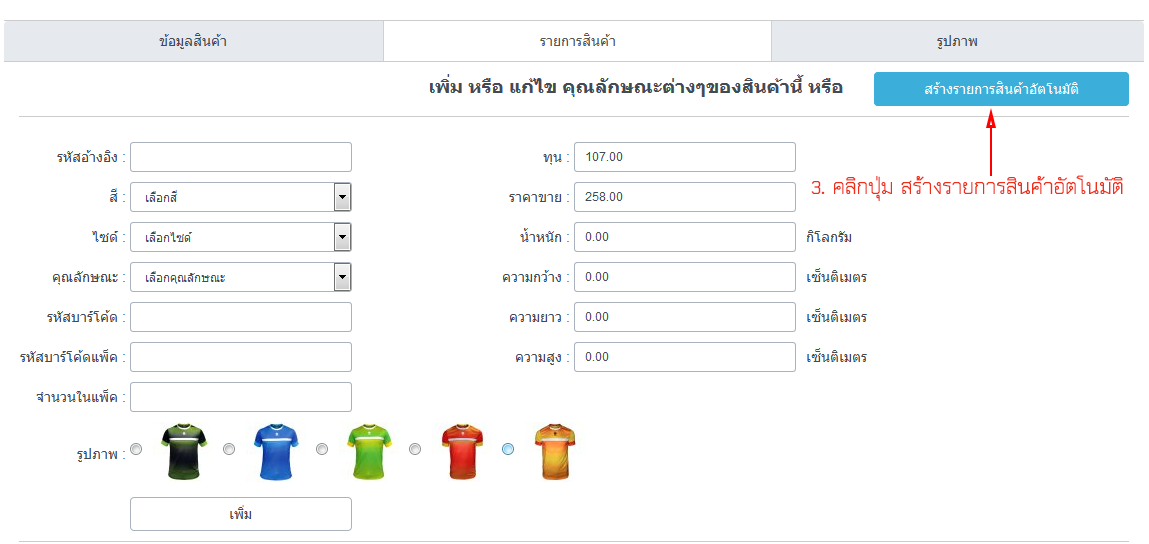 ข้อมูลสินค้า รายการสินค้า รูปภาพ
เพิ่ม หรือ แก้ไข คุณลักษณะต่างๆของสินค้านี้ หรือ สร้างรายการสินค้าอัตโนมัติ
3. คลิกปุ่ม สร้างรายการสินค้าอัตโนมัติ
รหัสอ้างอิง : ทุน : 107.00
สี : เลือกสี ราคาขาย : 258.00
ไซต์ : เลือกไซต์ น้ำหนัก : 0.00 กิโลกรัม
คุณลักษณะ : เลือกคุณลักษณะ ความกว้าง : 0.00 เซ็นติเมตร
รหัสบาร์โค้ด : ความยาว : 0.00 เซ็นติเมตร
รหัสบาร์โค้ดแพ็ค : ความสูง : 0.00 เซ็นติเมตร
จำนวนในแพ็ค :
รูปภาพ :
เพิ่ม